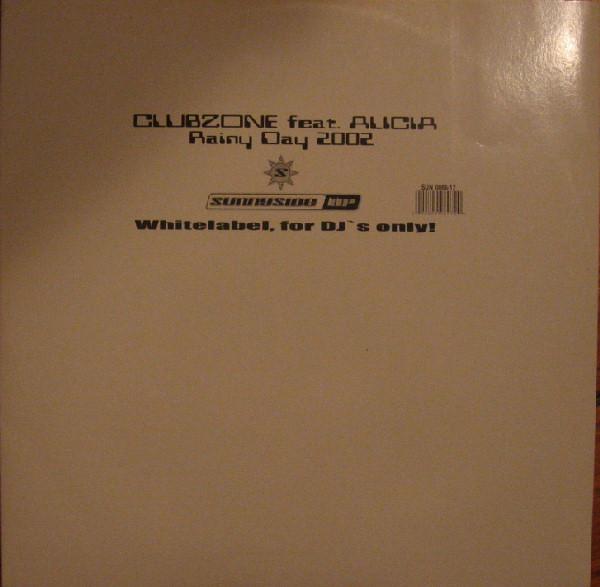 CLUBZONE feat. ALICIA
Rainy Day 2002
S
sunnyside up
Whitelabel, for DJ`s only!